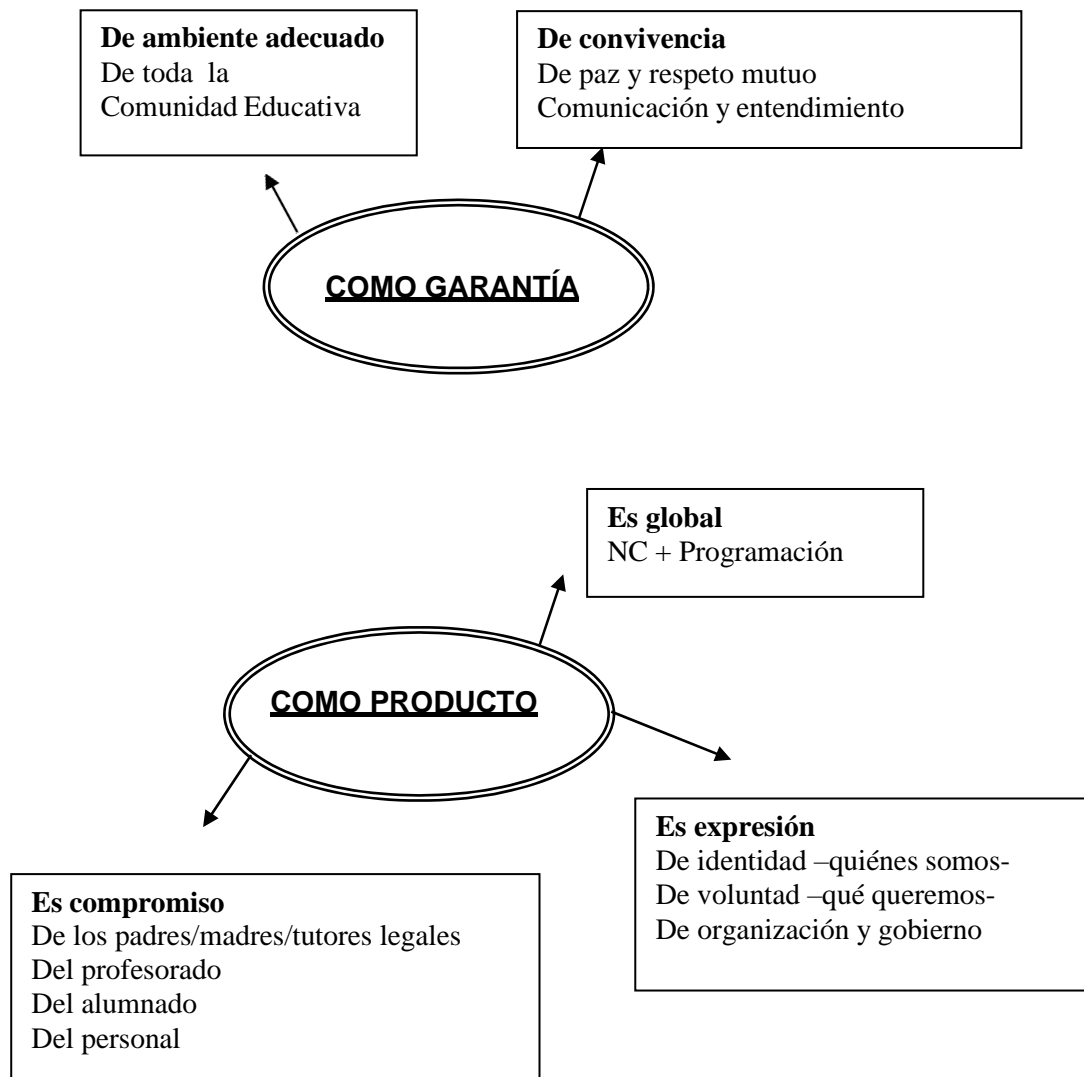 De ambiente adecuado
De toda la
Comunidad Educativa
De convivencia
De paz y respeto mutuo
Comunicación y entendimiento
COMO GARANTÍA
Es global
NC + Programación
COMO PRODUCTO
Es expresión
De identidad –quiénes somos-
De voluntad –qué queremos-
De organización y gobierno
Es compromiso
De los padres/madres/tutores legales
Del profesorado
Del alumnado
Del personal